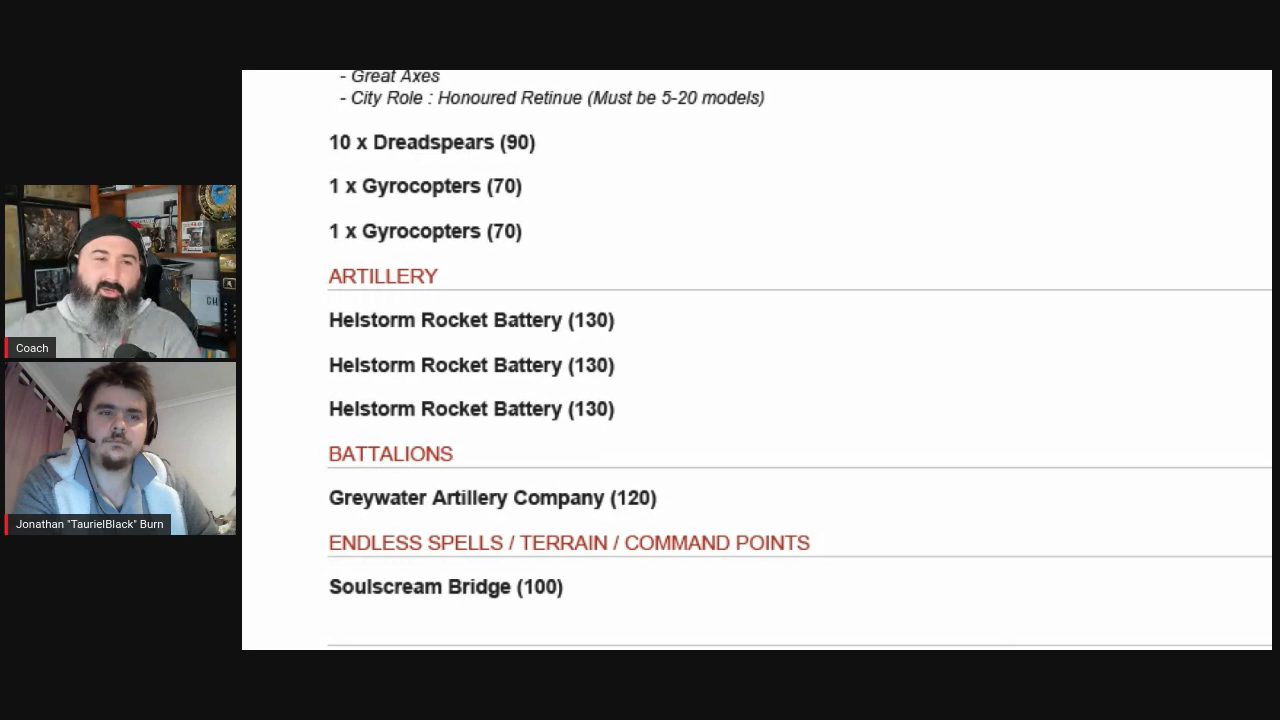 - Great Axes
- City Role : Honoured Retinue (Must be 5-20 models)
10 x Dreadspears (90)
1 x Gyrocopters (70)
1 x Gyrocopters (70)
ARTILLERY
Helstorm Rocket Battery (130)
Helstorm Rocket Battery (130)
Helstorm Rocket Battery (130)
BATTALIONS
Greywater Artillery Company (120)
ENDLESS SPELLS / TERRAIN / COMMAND POINTS
Soulscream Bridge (100)
GH
Coach
Jonathan "TaurielBlack" Burn